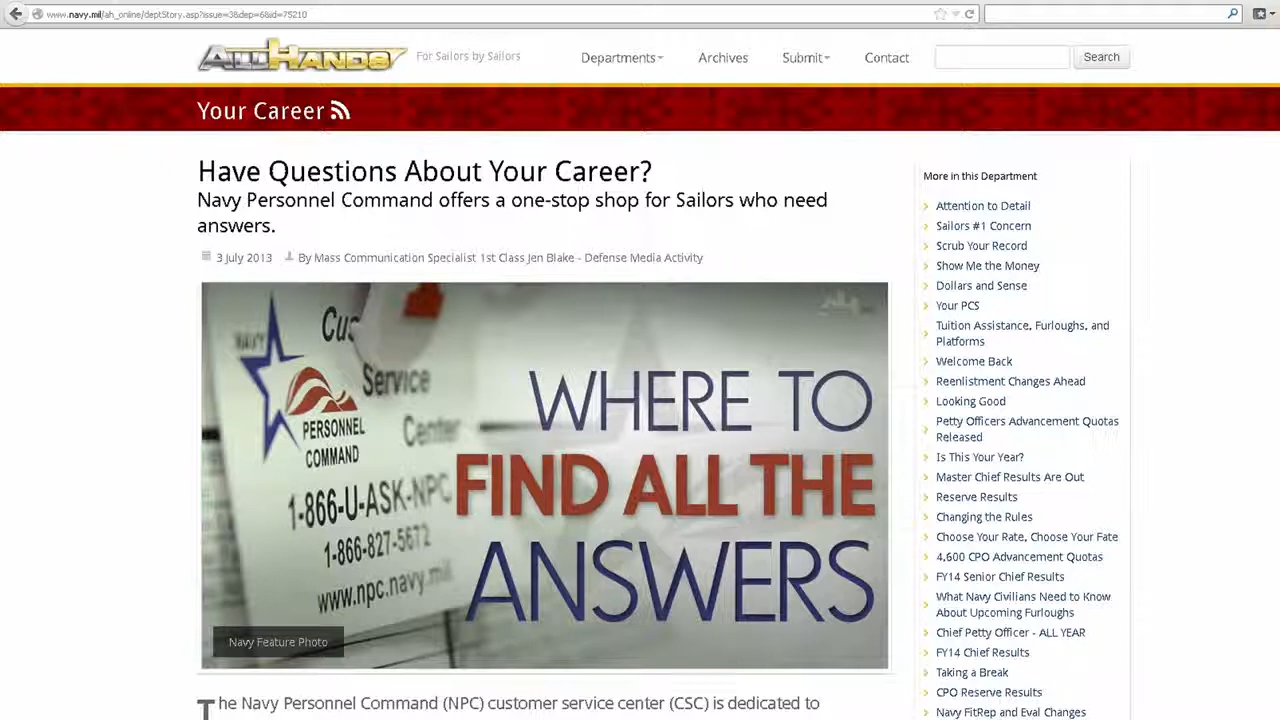 www.navy.mil/ah_online/deptStory.asp?issue=3&dep=6&id=75210
ALL HANDS
For Sailors by Sailors
Departments
Archives
Submit
Contact
Search
Your Career
Have Questions About Your Career?
Navy Personnel Command offers a one-stop shop for Sailors who need
answers.
3 July 2013
By Mass Communication Specialist 1st Class Jen Blake - Defense Media Activity
NAVY
PERSONNEL
COMMAND
Service
Center
1-866-U-ASK-NPC
1-866-827-5672
www.npc.navy.mil
WHERE TO
FIND ALL THE
ANSWERS
Navy Feature Photo
The Navy Personnel Command (NPC) customer service center (CSC) is dedicated to
More in this Department
Attention to Detail
Sailors #1 Concern
Scrub Your Record
Show Me the Money
Dollars and Sense
Your PCS
Tuition Assistance, Furloughs, and
Platforms
Welcome Back
Reenlistment Changes Ahead
Looking Good
Petty Officers Advancement Quotas
Released
Is This Your Year?
Master Chief Results Are Out
Reserve Results
Changing the Rules
Choose Your Rate, Choose Your Fate
4,600 CPO Advancement Quotas
FY14 Senior Chief Results
What Navy Civilians Need to Know
About Upcoming Furloughs
Chief Petty Officer - ALL YEAR
FY14 Chief Results
Taking a Break
CPO Reserve Results
Navy FitRep and Eval Changes